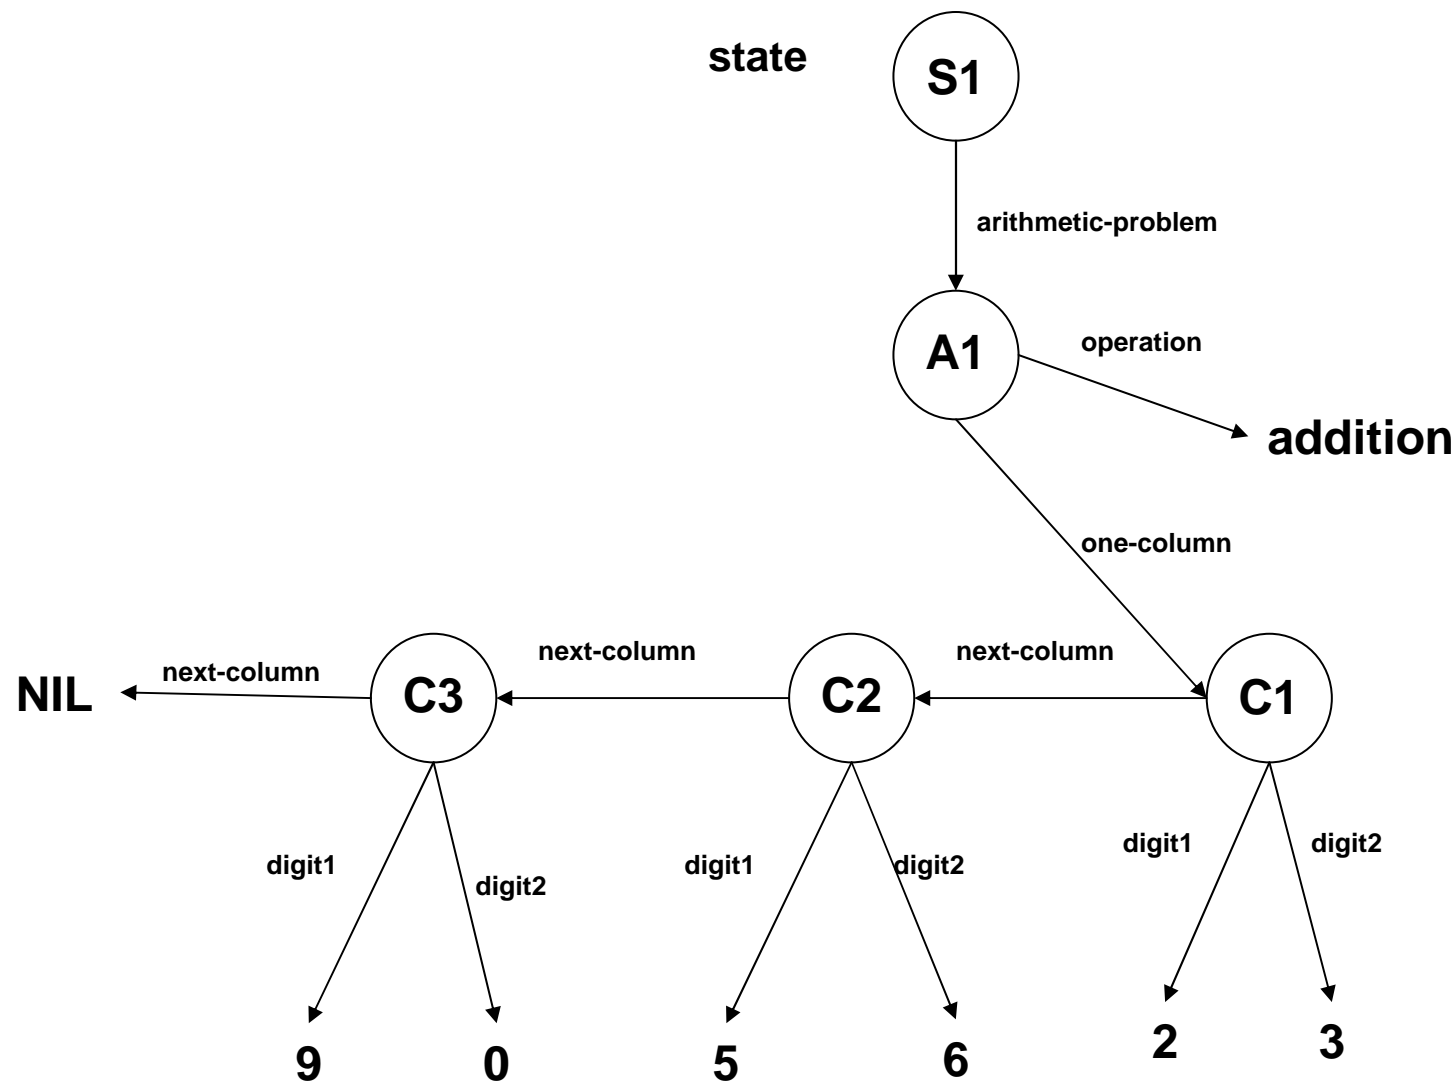 state
S1
arithmetic-problem
A1
operation
addition
one-column
NIL
next-column
C3
next-column
C2
next-column
C1
digit1
digit2
digit1
digit2
digit1
digit2
9
0
5
6
2
3